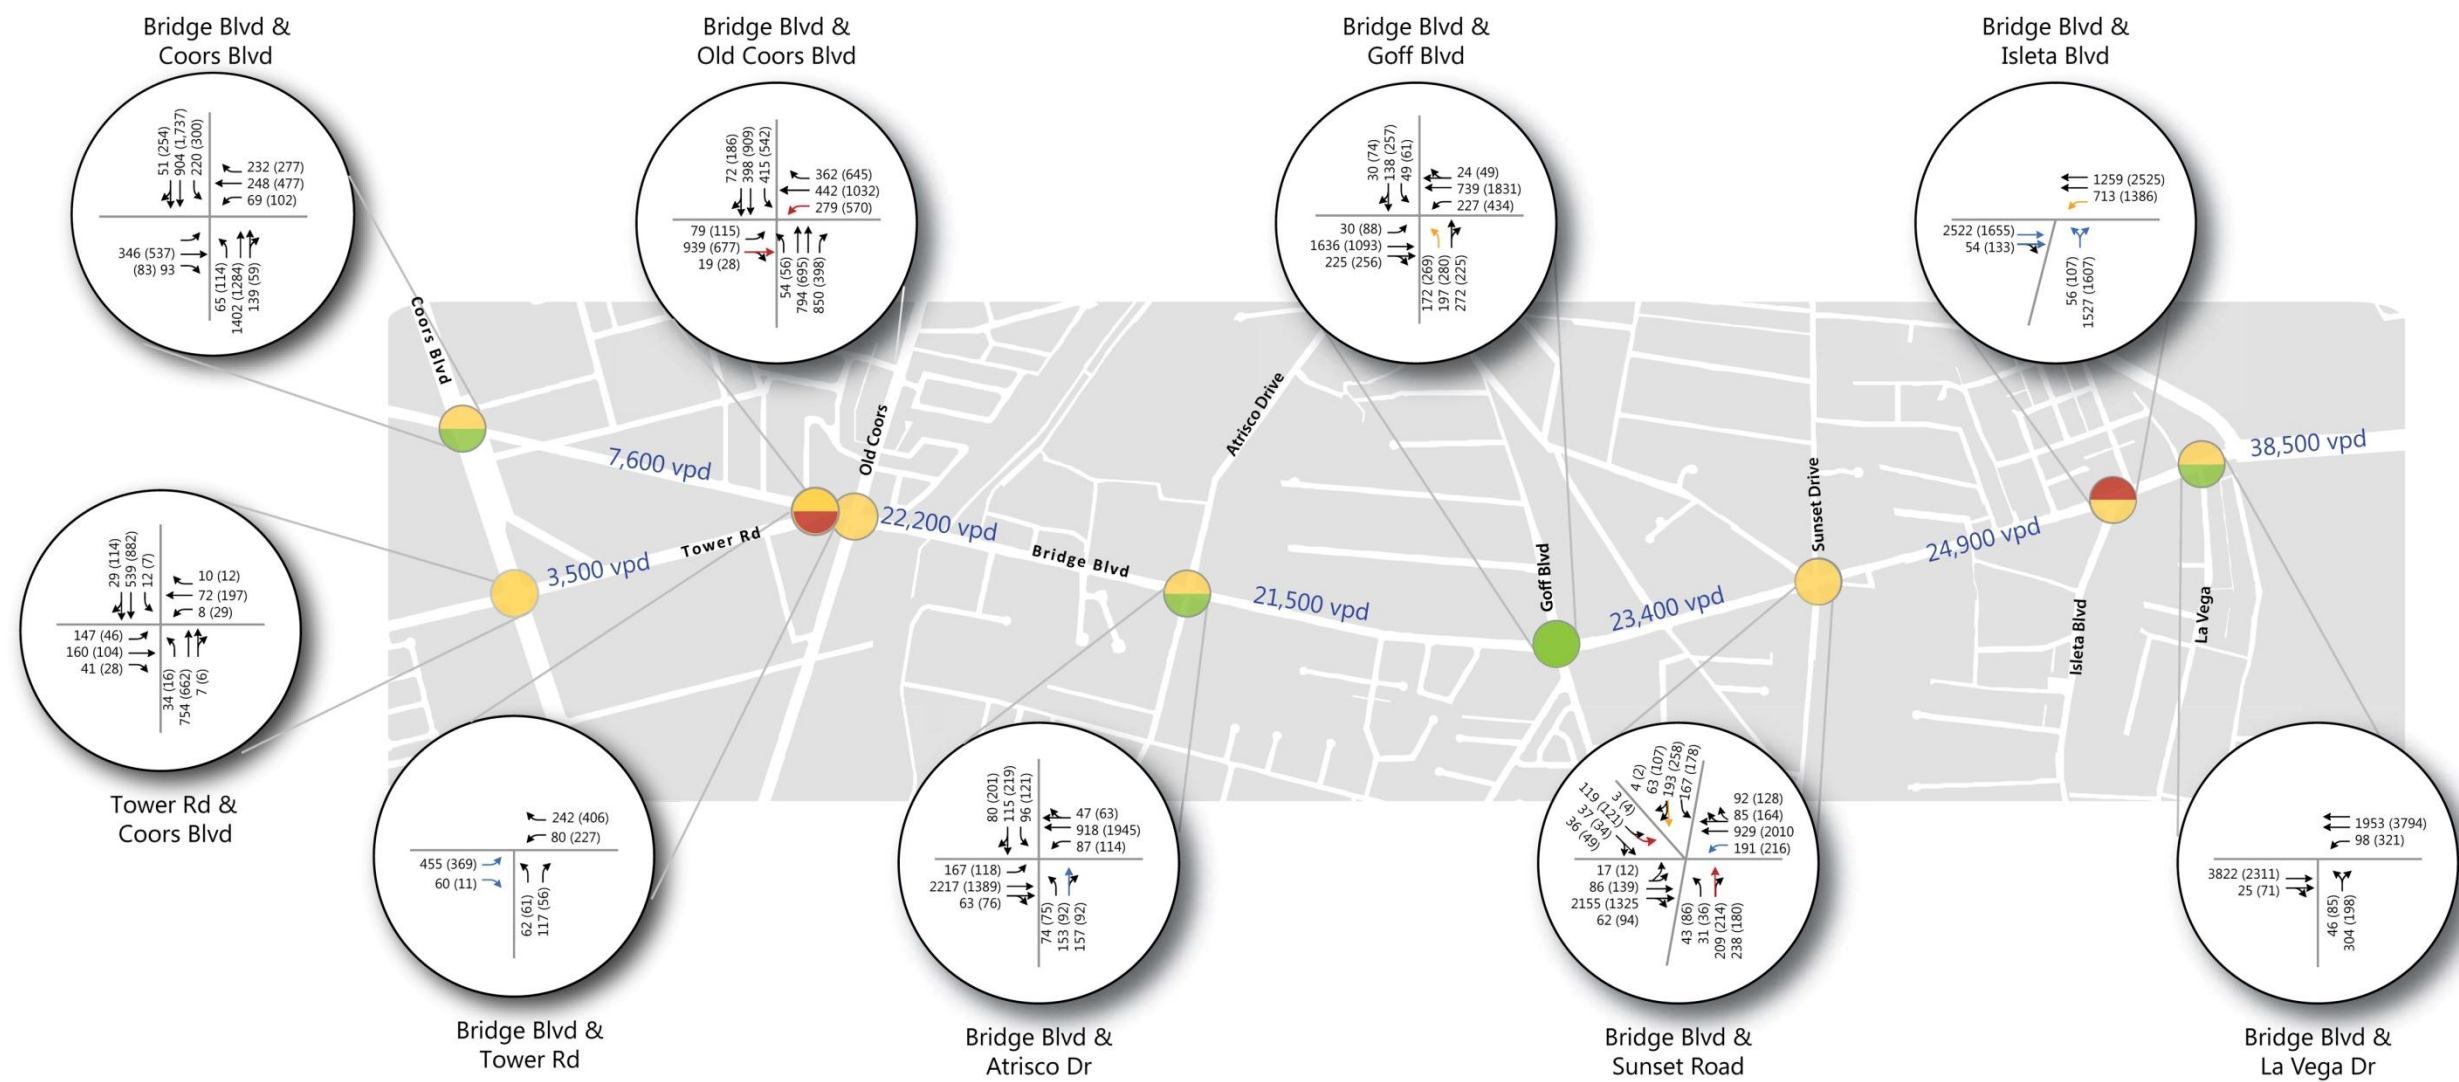 Bridge Blvd &
Coors Blvd
51 (254)
904 (1,737)
220 (300)
232 (277)
248 (477)
69 (102)
346 (537)
(83) 93
65 (114)
1402 (1284)
139 (59)
Bridge Blvd &
Old Coors Blvd
72 (186)
398 (909)
415 (542)
362 (645)
442 (1032)
279 (570)
79 (115)
939 (677)
19 (28)
54 (56)
794 (695)
850 (398)
Bridge Blvd &
Goff Blvd
30 (74)
138 (257)
49 (61)
24 (49)
739 (1831)
227 (434)
30 (88)
1636 (1093)
225 (256)
172 (269)
197 (280)
272 (225)
Bridge Blvd &
Isleta Blvd
1259 (2525)
713 (1386)
2522 (1655)
54 (133)
56 (107)
1527 (1607)
Coors Blvd
7,600 vpd
Old Coors
3,500 vpd
Tower Rd
22,200 vpd
Bridge Blvd
Atrisco Drive
21,500 vpd
Goff Blvd
23,400 vpd
Sunset Drive
24,900 vpd
Isleta Blvd
La Vega
38,500 vpd
29 (114)
539 (882)
12 (7)
10 (12)
72 (197)
8 (29)
147 (46)
160 (104)
41 (28)
34 (16)
754 (662)
7 (6)
Tower Rd &
Coors Blvd
242 (406)
80 (227)
455 (369)
60 (11)
62 (61)
117 (56)
Bridge Blvd &
Tower Rd
80 (201)
115 (219)
96 (121)
47 (63)
918 (1945)
87 (114)
167 (118)
2217 (1389)
63 (76)
74 (75)
153 (92)
157 (92)
Bridge Blvd &
Atrisco Dr
4 (2)
63 (107)
193 (258)
167 (178)
3 (4)
119 (121)
37 (34)
36 (49)
92 (128)
85 (164)
929 (2010
191 (216)
17 (12)
86 (139)
2155 (1325
62 (94)
43 (86)
31 (36)
209 (214)
238 (180)
Bridge Blvd &
Sunset Road
1953 (3794)
98 (321)
3822 (2311)
25 (71)
46 (85)
304 (198)
Bridge Blvd &
La Vega Dr